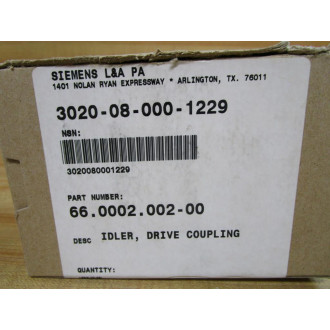 SIEMENS L&A PA
1401 NOLAN RYAN EXPRESSWAY * ARLINGTON, TX. 76011
3020-08-000-1229
NSN:
3020080001229
PART NUMBER:
66.0002.002-00
DESC IDLER, DRIVE COUPLING
QUANTITY: